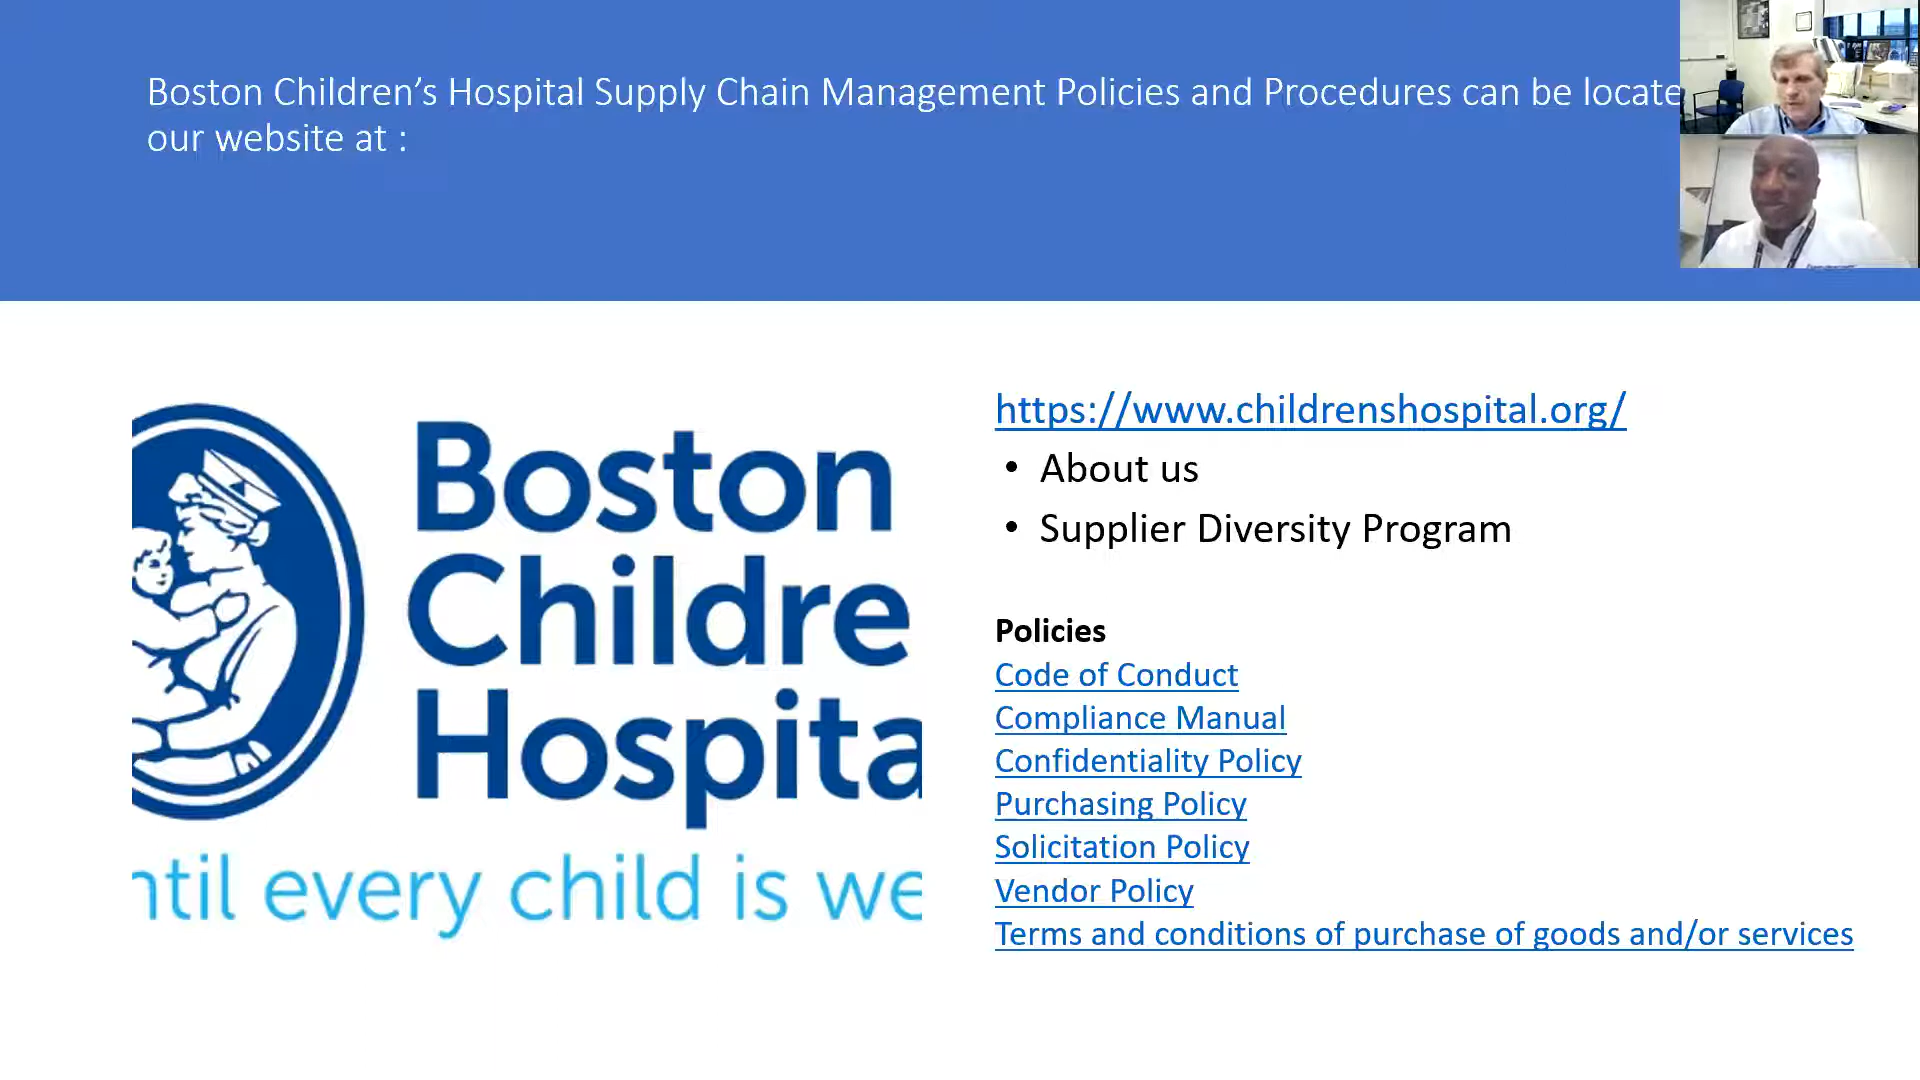 Boston Children’s Hospital Supply Chain Management Policies and Procedures can be locate
our website at :
Boston
Childre
Hospita
ntil every child is we
https://www.childrenshospital.org/
• About us
• Supplier Diversity Program
Policies
Code of Conduct
Compliance Manual
Confidentiality Policy
Purchasing Policy
Solicitation Policy
Vendor Policy
Terms and conditions of purchase of goods and/or services